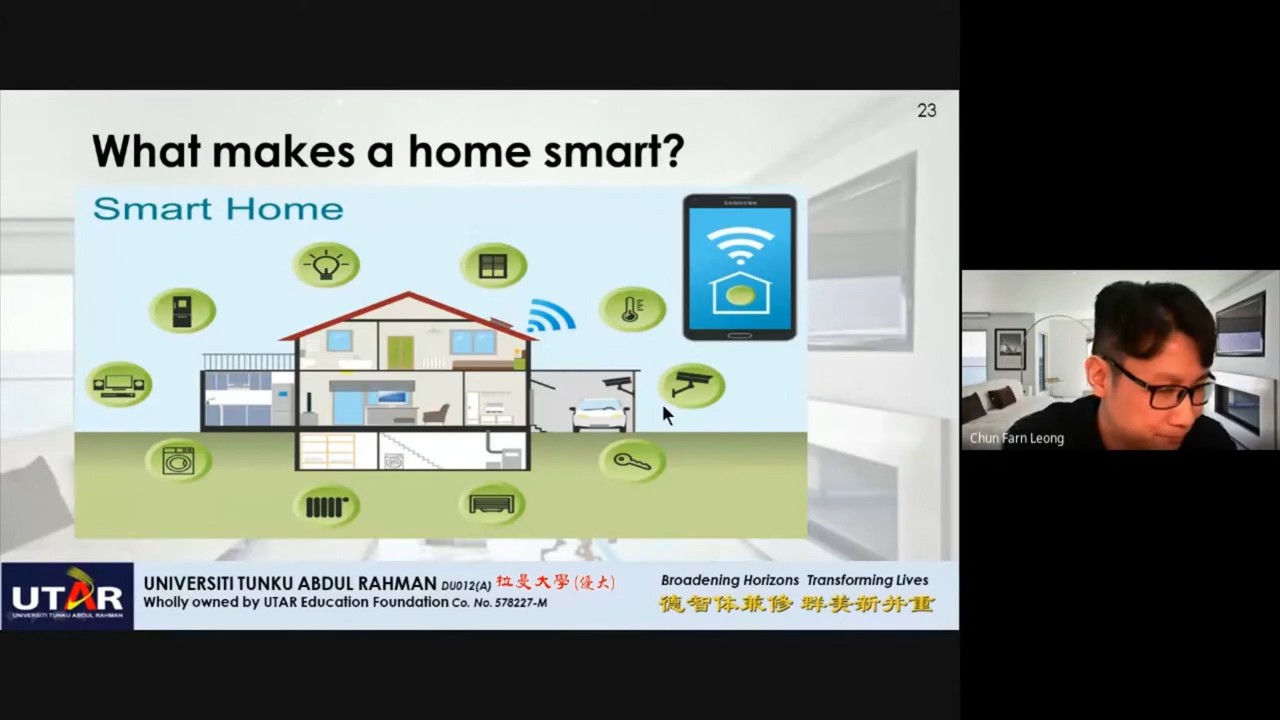 23
What makes a home smart?
Smart Home
SAMSUNG
UTAR
UNIVERSITI TUNKU ABDUL RAHMAN
UNIVERSITI TUNKU ABDUL RAHMAN DU012(A) 拉曼大學(優大)
Wholly owned by UTAR Education Foundation Co. No. 578227-M
Broadening Horizons Transforming Lives
德智体群美新并重
Chun Farn Leong